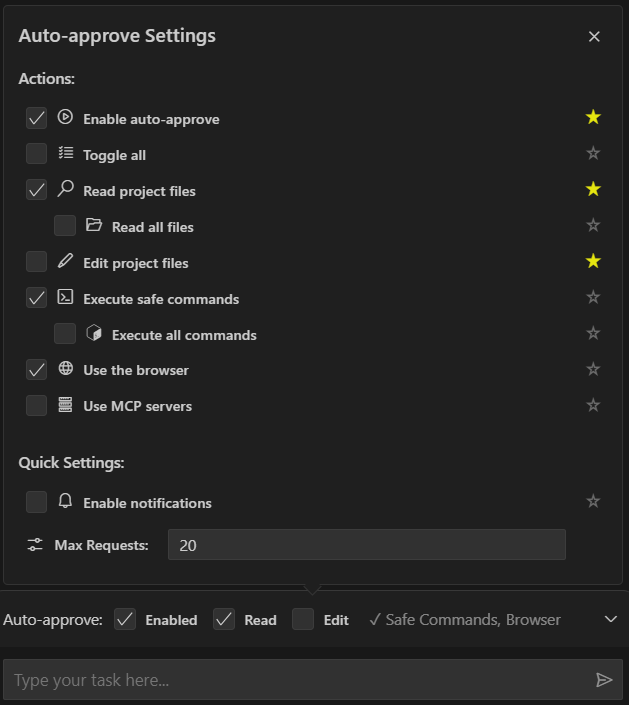 Auto-approve Settings
Actions:
Enable auto-approve
Toggle all
Read project files
Read all files
Edit project files
Execute safe commands
Execute all commands
Use the browser
Use MCP servers
Quick Settings:
Enable notifications
Max Requests: 20
Auto-approve: Enabled Read Edit ✓ Safe Commands, Browser
Type your task here...